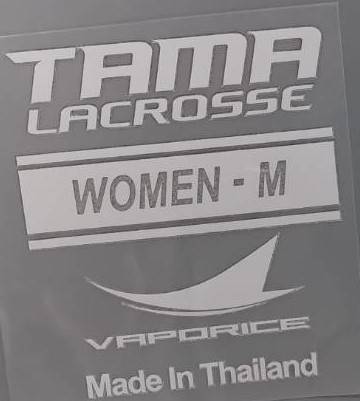 TAMA
LACROSSE
WOMEN - M
VAPORICE
Made In Thailand